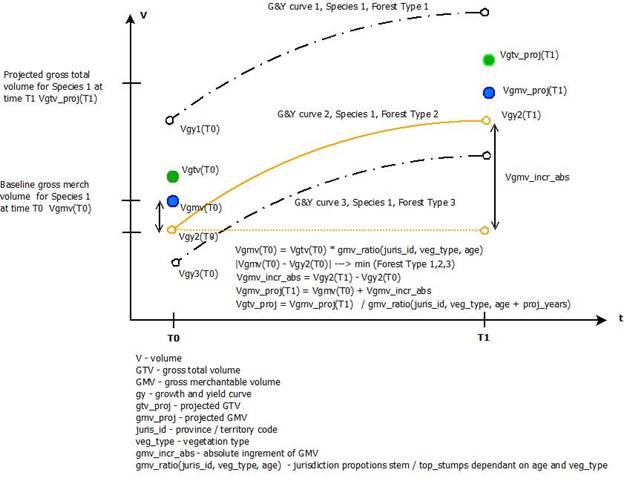 V
G&Y curve 1, Species 1, Forest Type 1
Vgtv_proj(T1)
Projected gross total
volume for Species 1 at
time T1 Vgtv_proj(T1)
Vgmv_proj(T1)
Vgy1(T0)
G&Y curve 2, Species 1, Forest Type 2
Vgy2(T1)
Vgtv(T0)
Vgmv_incr_abs
Baseline gross merch
volume for Species 1
at time T0 Vgmv(T0)
Vgmv(T0)
G&Y curve 3, Species 1, Forest Type 3
Vgy2(T0)
Vgmv(T0) = Vgtv(T0) * gmv_ratio(juris_id, veg_type, age)
|Vgmv(T0) - Vgy2(T0)| ---> min (Forest Type 1,2,3)
Vgy3(T0)
Vgmv_incr_abs = Vgy2(T1) - Vgy2(T0)
Vgmv_proj(T1) = Vgmv(T0) + Vgmv_incr_abs
Vgtv_proj = Vgmv_proj(T1) / gmv_ratio(juris_id, veg_type, age + proj_years)
t
T0
T1
V - volume
GTV - gross total volume
GMV - gross merchantable volume
gy - growth and yield curve
gtv_proj - projected GTV
gmv_proj - projected GMV
juris_id - province / territory code
veg_type - vegetation type
gmv_incr_abs - absolute ingrement of GMV
gmv_ratio(juris_id, veg_type, age) - jurisdiction propotions stem / top_stumps dependant on age and veg_type